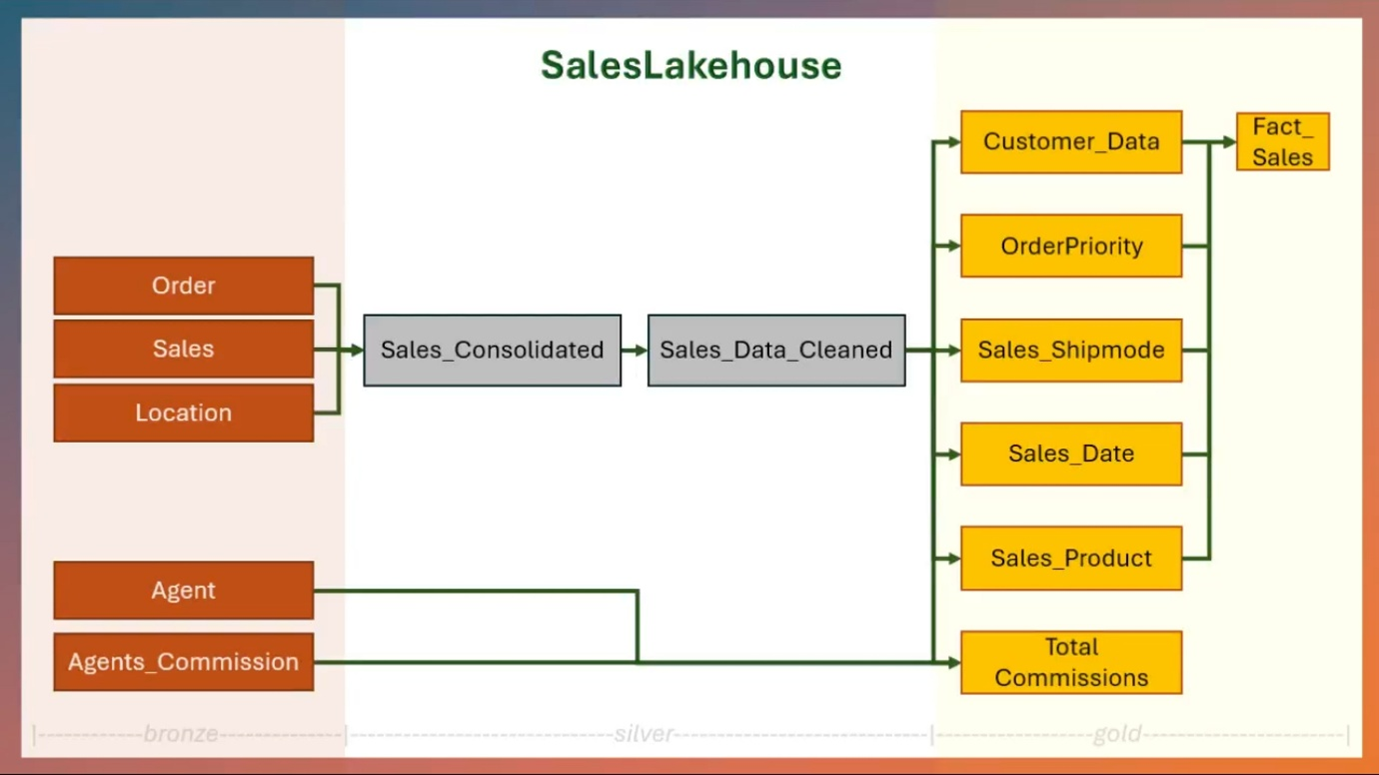 SalesLakehouse
Order
Sales
Location
Agent
Agents_Commission
Sales_Consolidated
Sales_Data_Cleaned
Customer_Data
OrderPriority
Sales_Shipmode
Sales_Date
Sales_Product
Total
Commissions
Fact_
Sales
|-----------bronze-------------|---------------------------silver--------------------------|----------------gold---------------------|